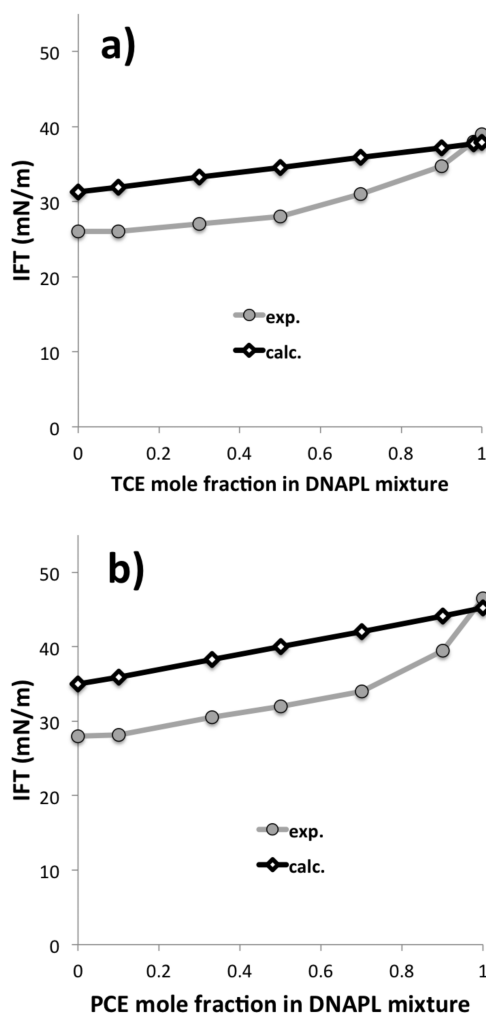 a)
50
40
30
20
10
0
IFT (mN/m)
exp.
calc.
0 0.2 0.4 0.6 0.8 1
TCE mole fraction in DNAPL mixture
b)
50
40
30
20
10
0
IFT (mN/m)
exp.
calc.
0 0.2 0.4 0.6 0.8 1
PCE mole fraction in DNAPL mixture